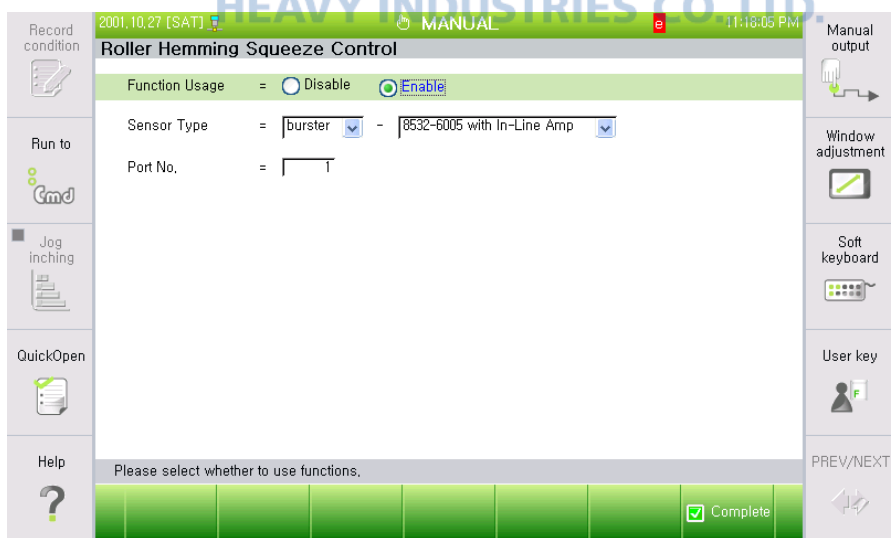 HEAVY INDUSTRIES CO. LTD.
2001,10,27 [SAT]
MANUAL
e
11:18:05 PM
Roller Hemming Squeeze Control
Function Usage = Disable Enable
Sensor Type = burster - 8532-6005 with In-Line Amp
Port No, = 1
Please select whether to use functions,
Complete
Record
condition
Run to
Cmd
Jog
inching
QuickOpen
Help
?
Manual
output
Window
adjustment
Soft
keyboard
User key
F
PREV/NEXT